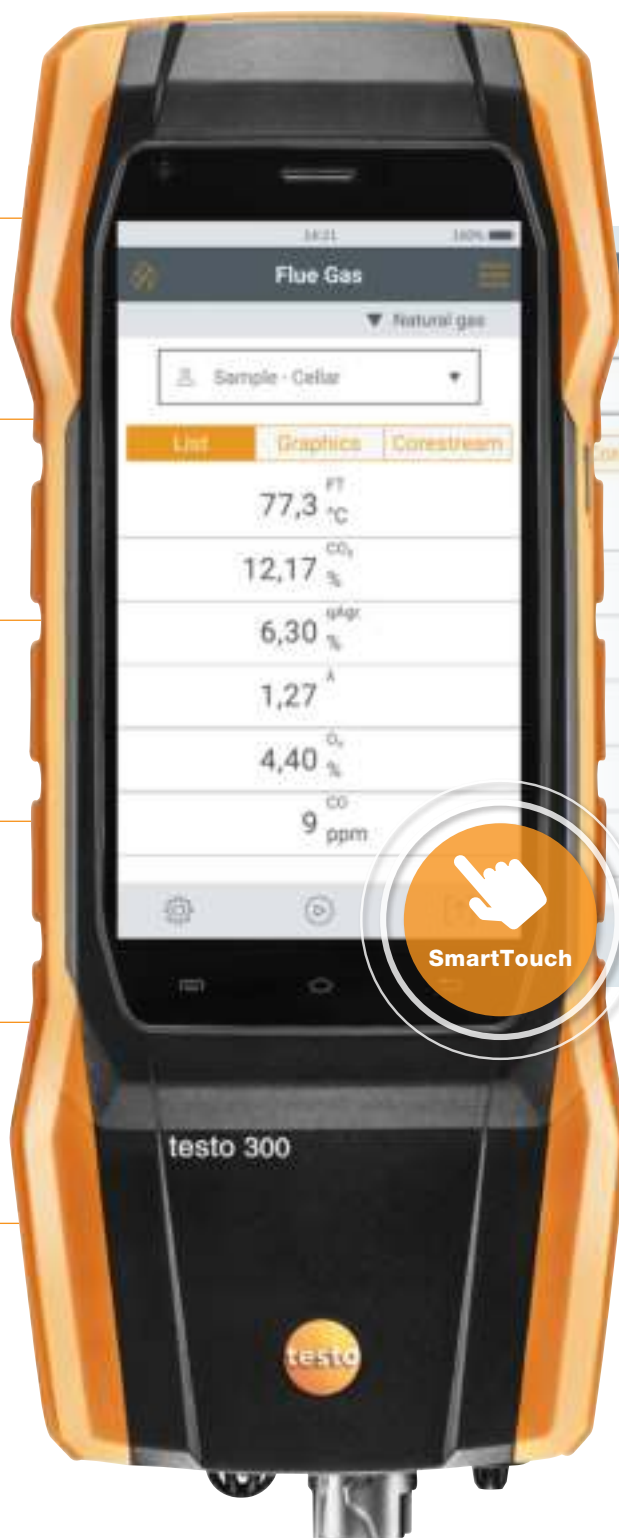 14:21 100%
Flue Gas
Natural gas
Sample - Cellar
List Graphics Corestream
77,3 FT °C
12,17 CO₂ %
6,30 qAgr %
1,27 λ
4,40 O₂ %
9 CO ppm
SmartTouch
testo 300
testo